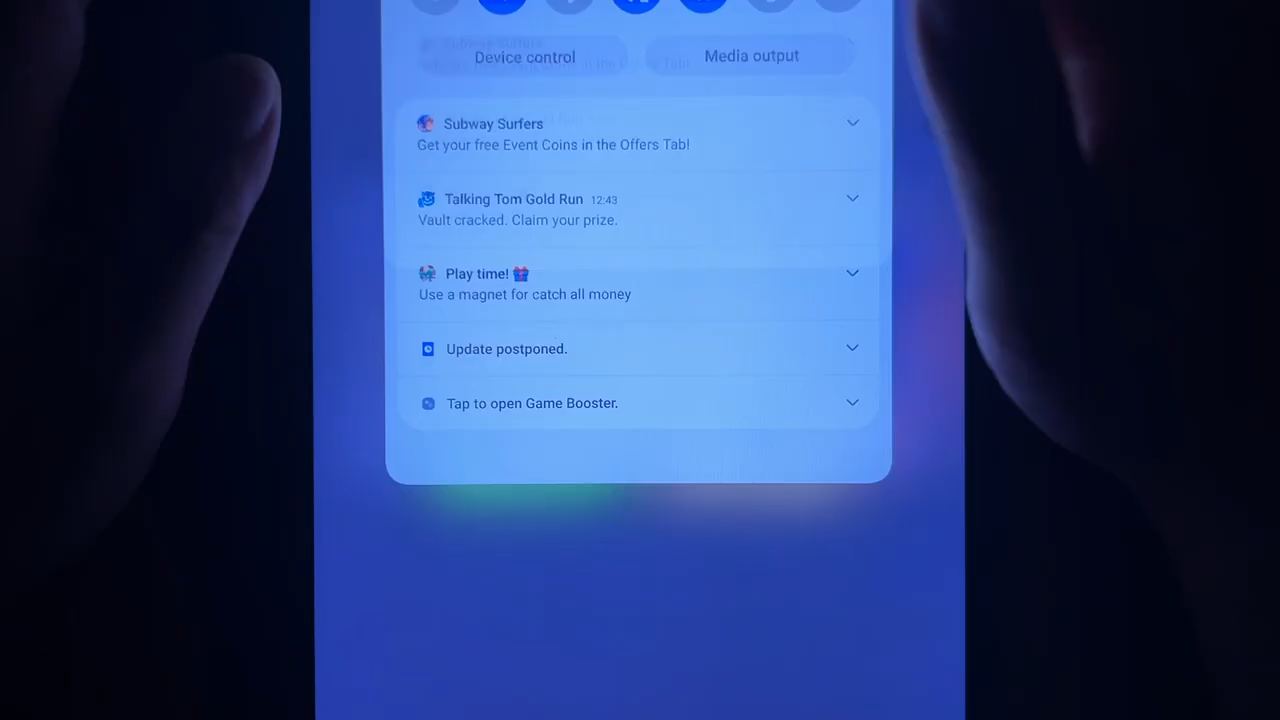 Device control
Media output
Subway Surfers
Get your free Event Coins in the Offers Tab!
Talking Tom Gold Run 12:43
Vault cracked. Claim your prize.
Play time!
Use a magnet for catch all money
Update postponed.
Tap to open Game Booster.